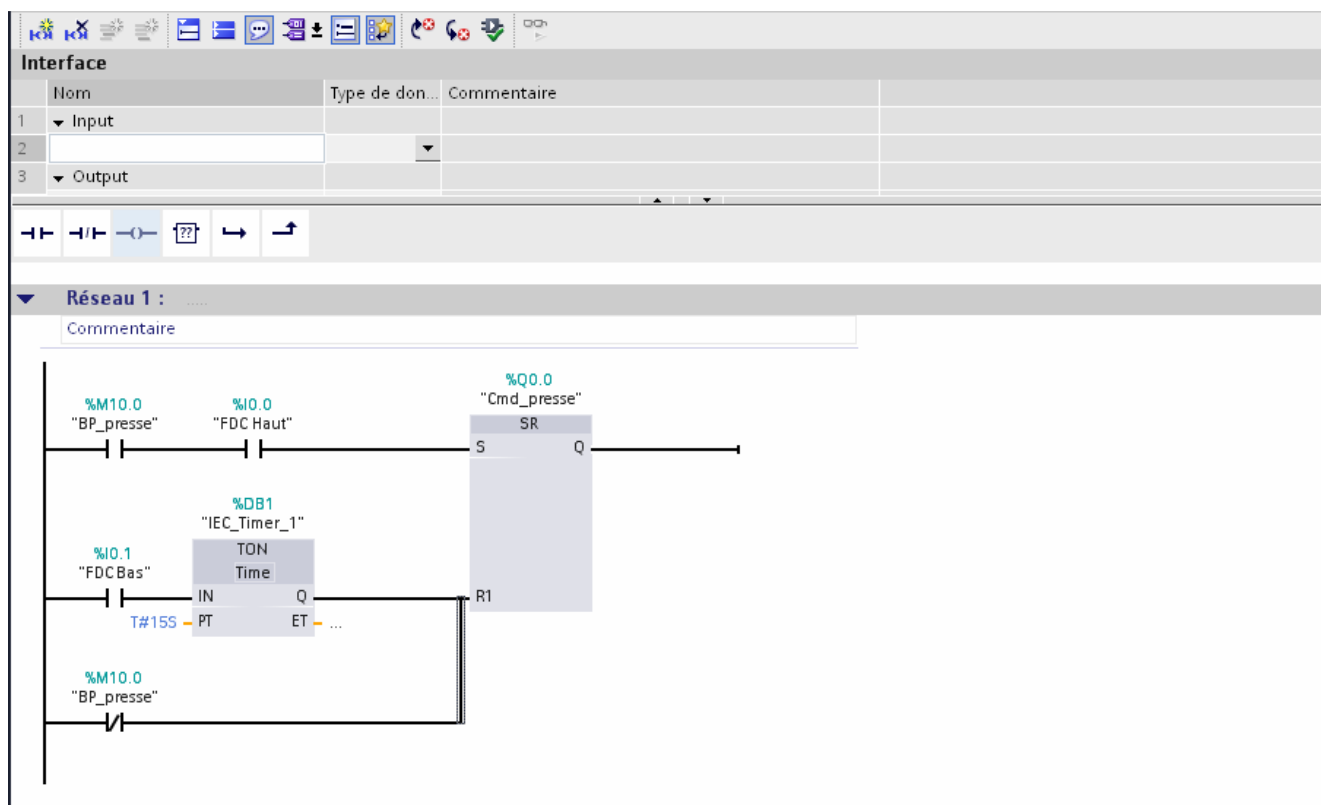 Interface
Nom Type de don... Commentaire
1 Input
2
3 Output
??
Réseau 1 : .....
Commentaire
%Q0.0
"Cmd_presse"
%M10.0 %I0.0
"BP_presse" "FDC Haut"
SR
S Q
%DB1
"IEC_Timer_1"
%I0.1 TON
"FDC Bas" Time
IN Q R1
T#15S PT ET ...
%M10.0
"BP_presse"